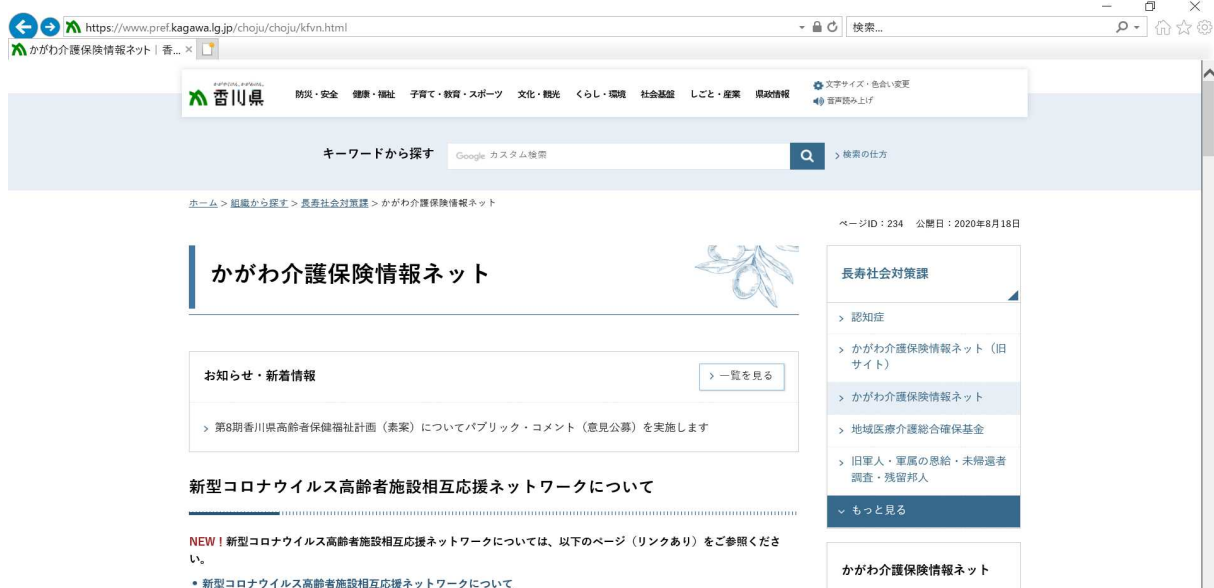 https://www.pref.kagawa.lg.jp/choju/choju/kfvn.html
検索...
かがわ介護保険情報ネット | 香... ×
香川県
防災・安全 健康・福祉 子育て・教育・スポーツ 文化・観光 くらし・環境 社会基盤 しごと・産業 県政情報
文字サイズ・色合い変更
音声読み上げ
キーワードから探す
Google カスタム検索
検索の仕方
ホーム > 組織から探す > 長寿社会対策課 > かがわ介護保険情報ネット
ページID：234 公開日：2020年8月18日
かがわ介護保険情報ネット
お知らせ・新着情報
一覧を見る
第8期香川県高齢者保健福祉計画（素案）についてパブリック・コメント（意見公募）を実施します
新型コロナウイルス高齢者施設相互応援ネットワークについて
NEW！新型コロナウイルス高齢者施設相互応援ネットワークについては、以下のページ（リンクあり）をご参照くださ
い。
• 新型コロナウイルス高齢者施設相互応援ネットワークについて
長寿社会対策課
認知症
かがわ介護保険情報ネット（旧
サイト）
かがわ介護保険情報ネット
地域医療介護総合確保基金
旧軍人・軍属の恩給・未帰還者
調査・残留邦人
もっと見る
かがわ介護保険情報ネット